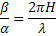 β/α = 2πH/λ